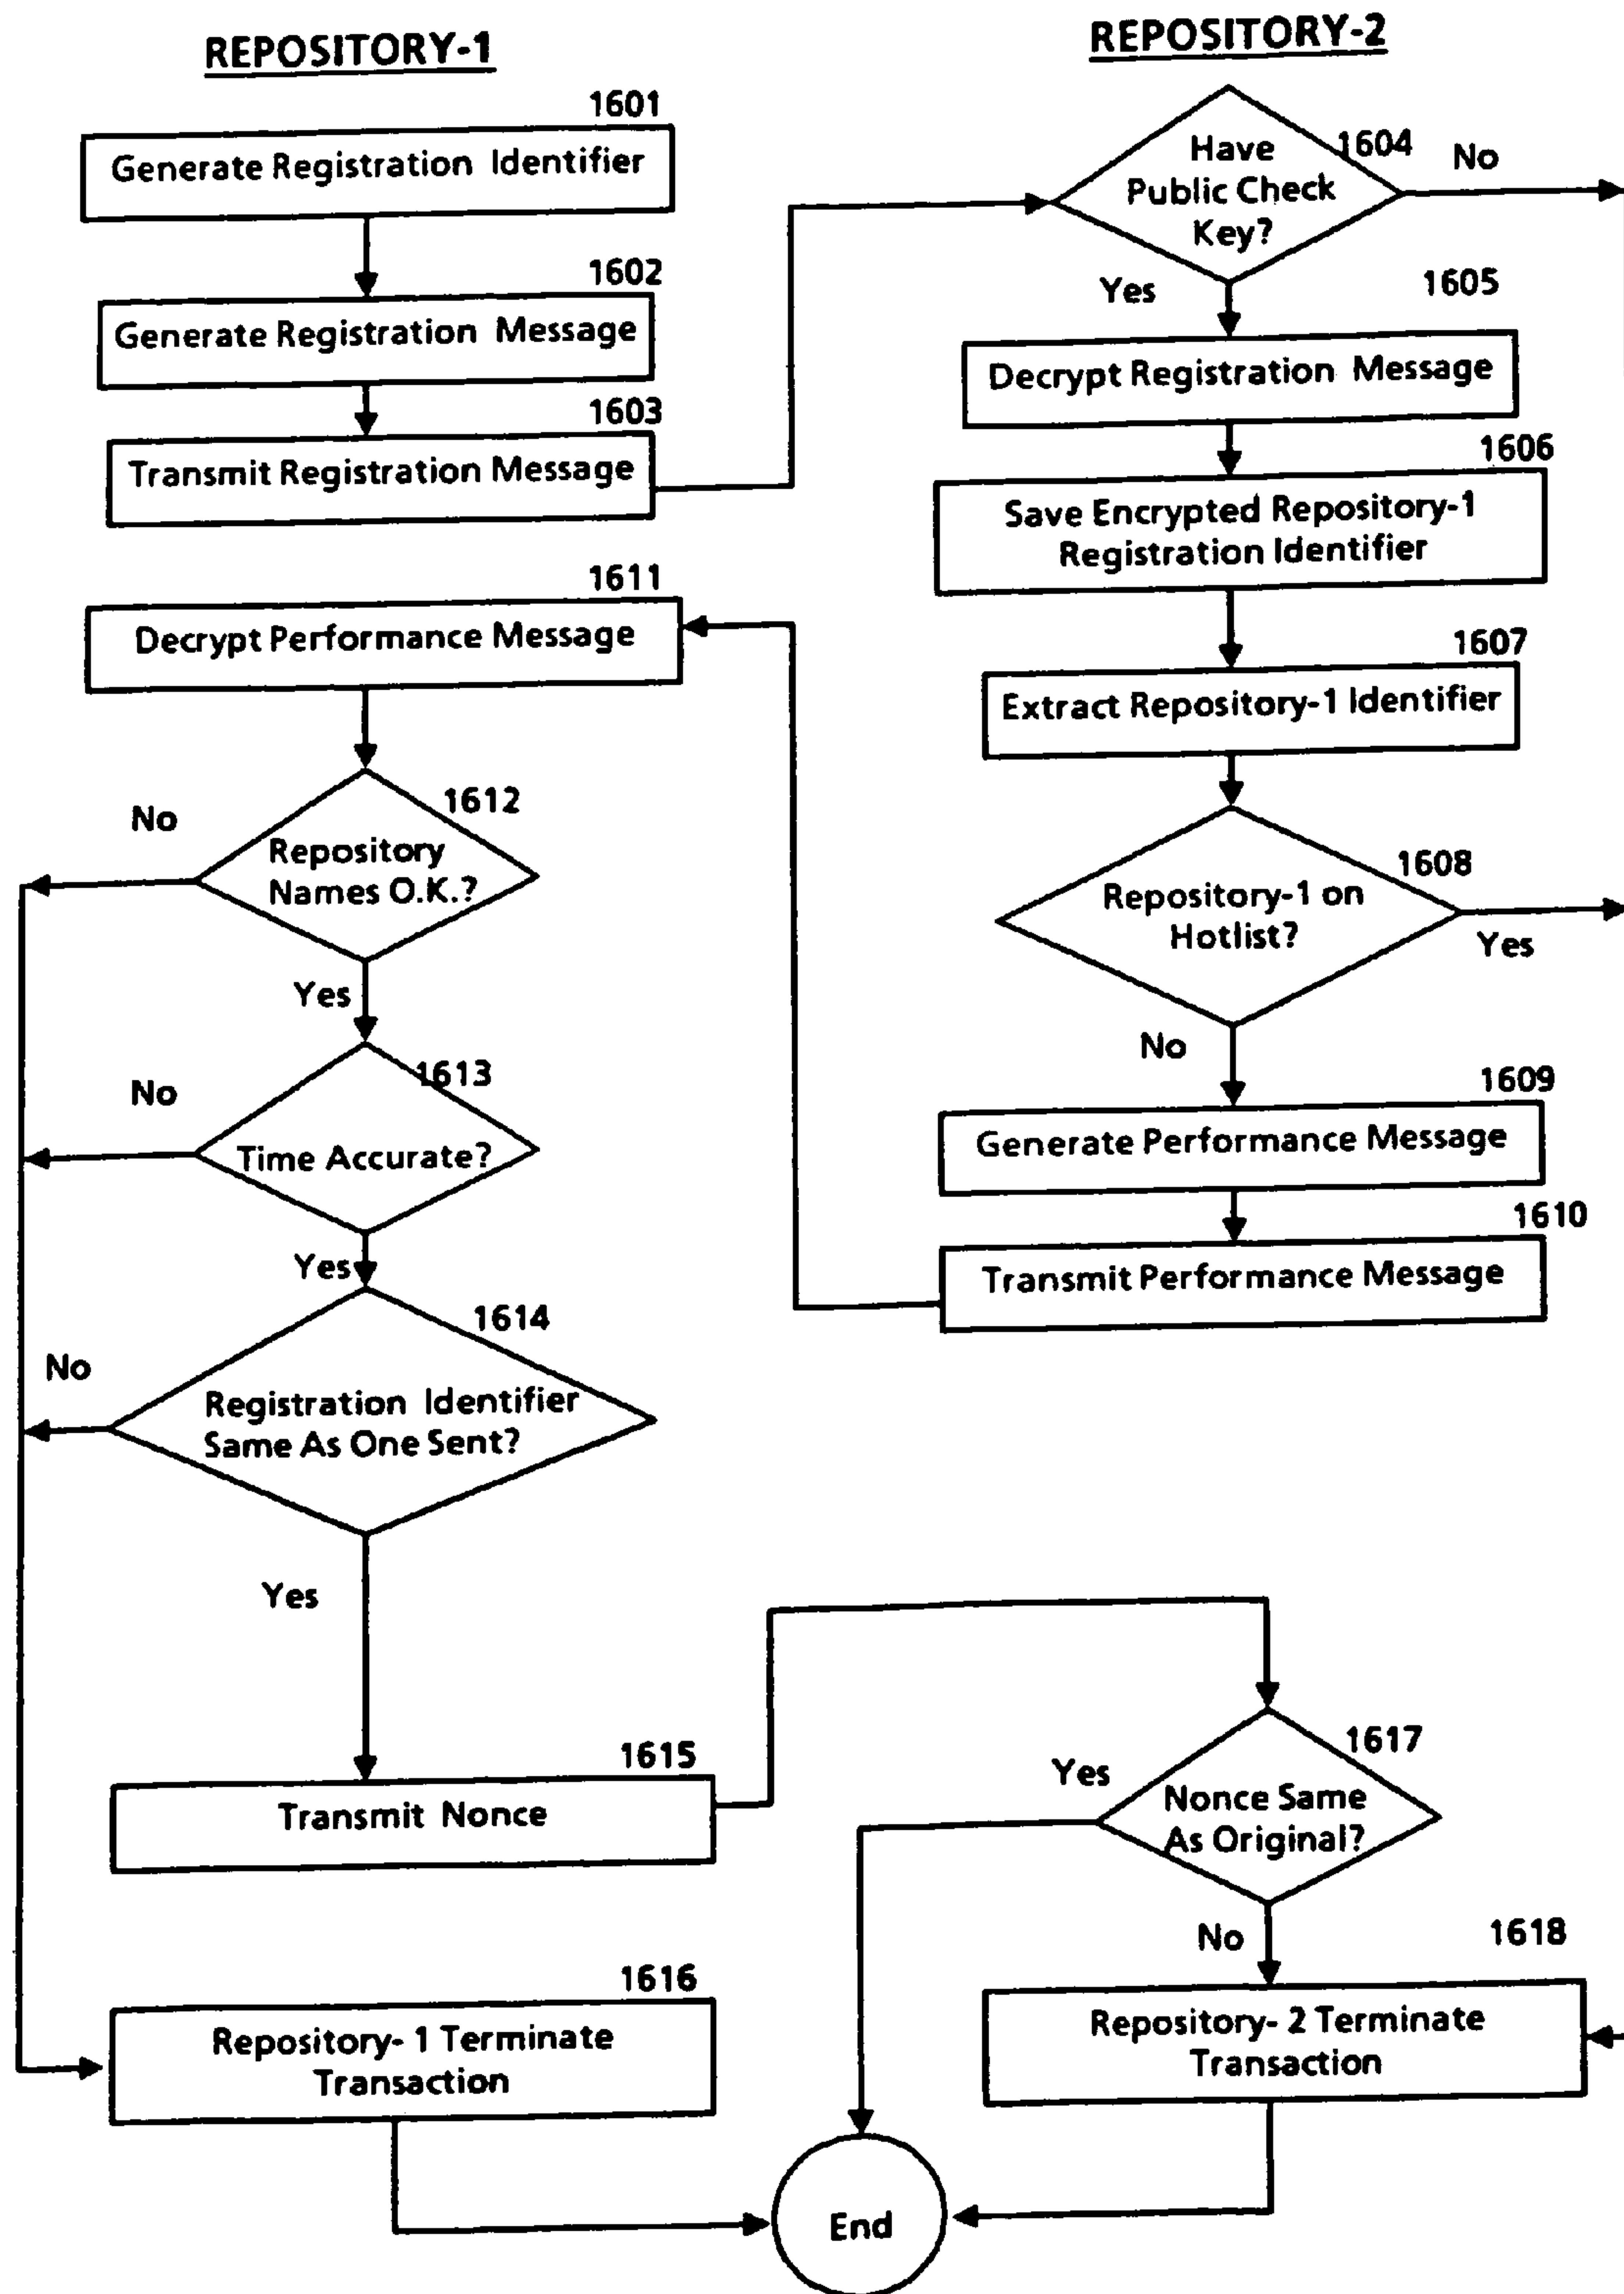 REPOSITORY-1
1601
Generate Registration Identifier
1602
Generate Registration Message
1603
Transmit Registration Message
1611
Decrypt Performance Message
No
1612
Repository
Names O.K.?
Yes
No
1613
Time Accurate?
Yes
1614
No
Registration Identifier
Same As One Sent?
Yes
1615
Transmit Nonce
1616
Repository- 1 Terminate
Transaction
REPOSITORY-2
1604
No
Have
Public Check
Key?
Yes
1605
Decrypt Registration Message
1606
Save Encrypted Repository-1
Registration Identifier
1607
Extract Repository-1 Identifier
1608
Repository-1 on
Hotlist?
Yes
No
1609
Generate Performance Message
1610
Transmit Performance Message
1617
Yes
Nonce Same
As Original?
No
1618
Repository- 2 Terminate
Transaction
End